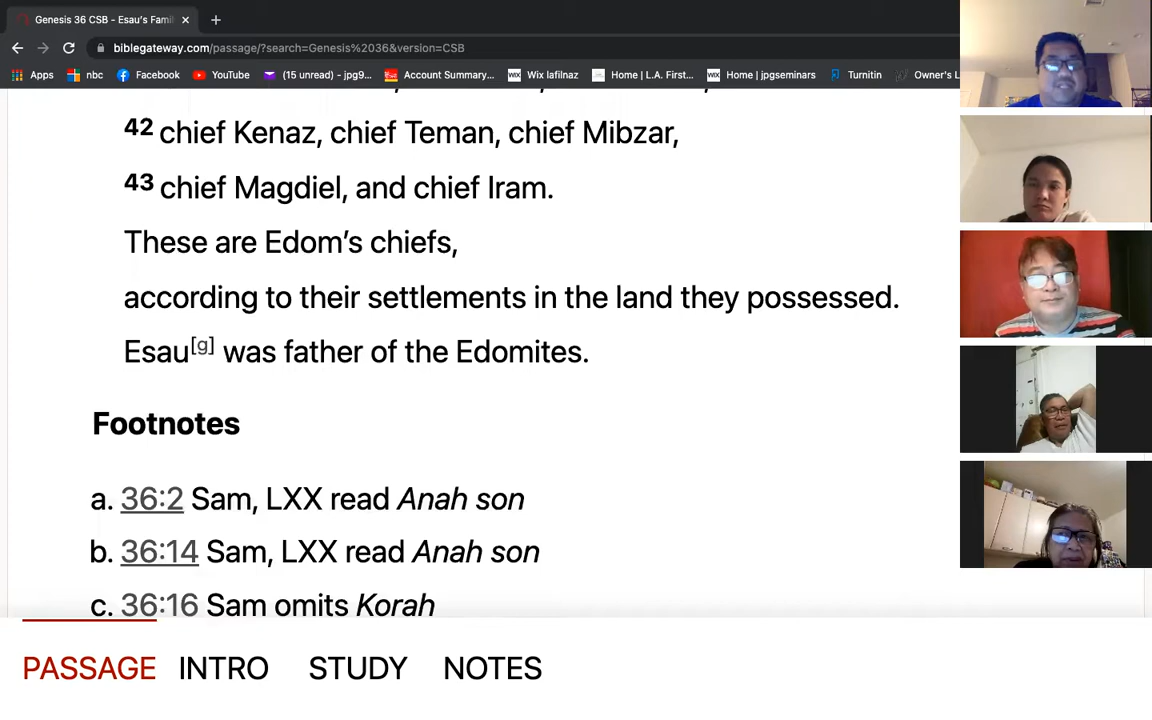 Genesis 36 CSB - Esau's Famil
biblegateway.com/passage/?search=Genesis%2036&version=CSB
Apps nbc Facebook YouTube (15 unread) - jpg9... Account Summary... Wix lafilnaz Home | L.A. First... Home | jpgseminars Turnitin Owner's L
42 chief Kenaz, chief Teman, chief Mibzar,
43 chief Magdiel, and chief Iram.
These are Edom's chiefs,
according to their settlements in the land they possessed.
Esau[g] was father of the Edomites.
Footnotes
a. 36:2 Sam, LXX read Anah son
b. 36:14 Sam, LXX read Anah son
c. 36:16 Sam omits Korah
PASSAGE INTRO STUDY NOTES